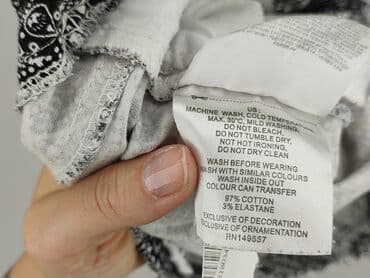 US
MACHINE WASH, COLD TEMPERATURE
MAX. 30°C, MILD WASHING,
DO NOT BLEACH,
DO NOT TUMBLE DRY,
NOT HOT IRONING,
DO NOT DRY CLEAN
WASH BEFORE WEARING
WASH WITH SIMILAR COLOURS
WASH INSIDE OUT
COLOUR CAN TRANSFER
97% COTTON
3% ELASTANE
EXCLUSIVE OF DECORATION
EXCLUSIVE OF ORNAMENTATION
RN149557